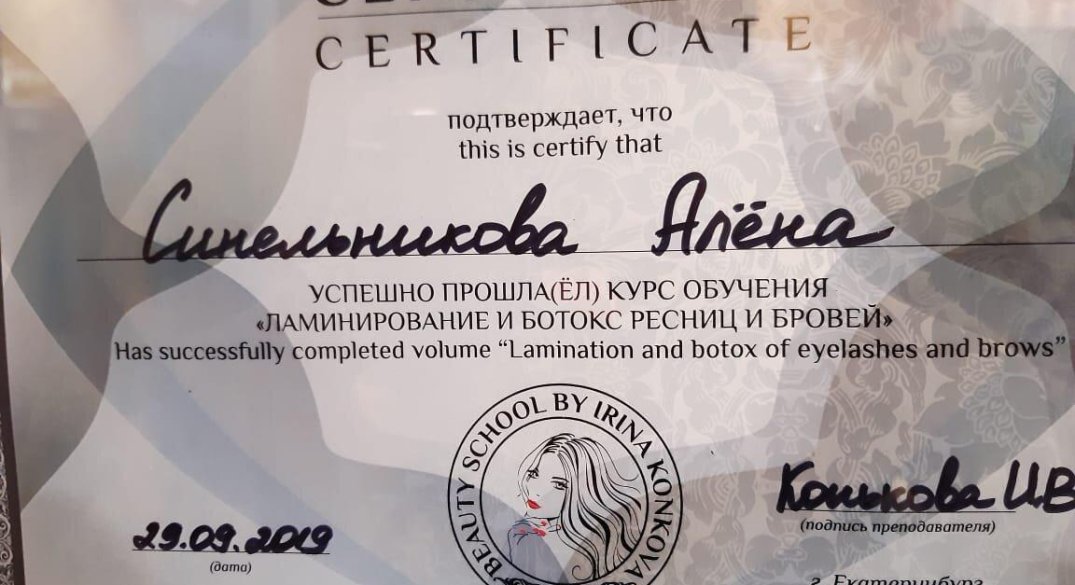 CERTIFICATE
подтверждает, что
this is certify that
Синельникова Алёна
УСПЕШНО ПРОШЛА(ЁЛ) КУРС ОБУЧЕНИЯ
«ЛАМИНИРОВАНИЕ И БОТОКС РЕСНИЦ И БРОВЕЙ»
Has successfully completed volume “Lamination and botox of eyelashes and brows”
BEAUTY SCHOOL BY IRINA KONKOVA
Конькова И.В
(подпись преподавателя)
29.09.2019
(дата)
г. Екатеринбург